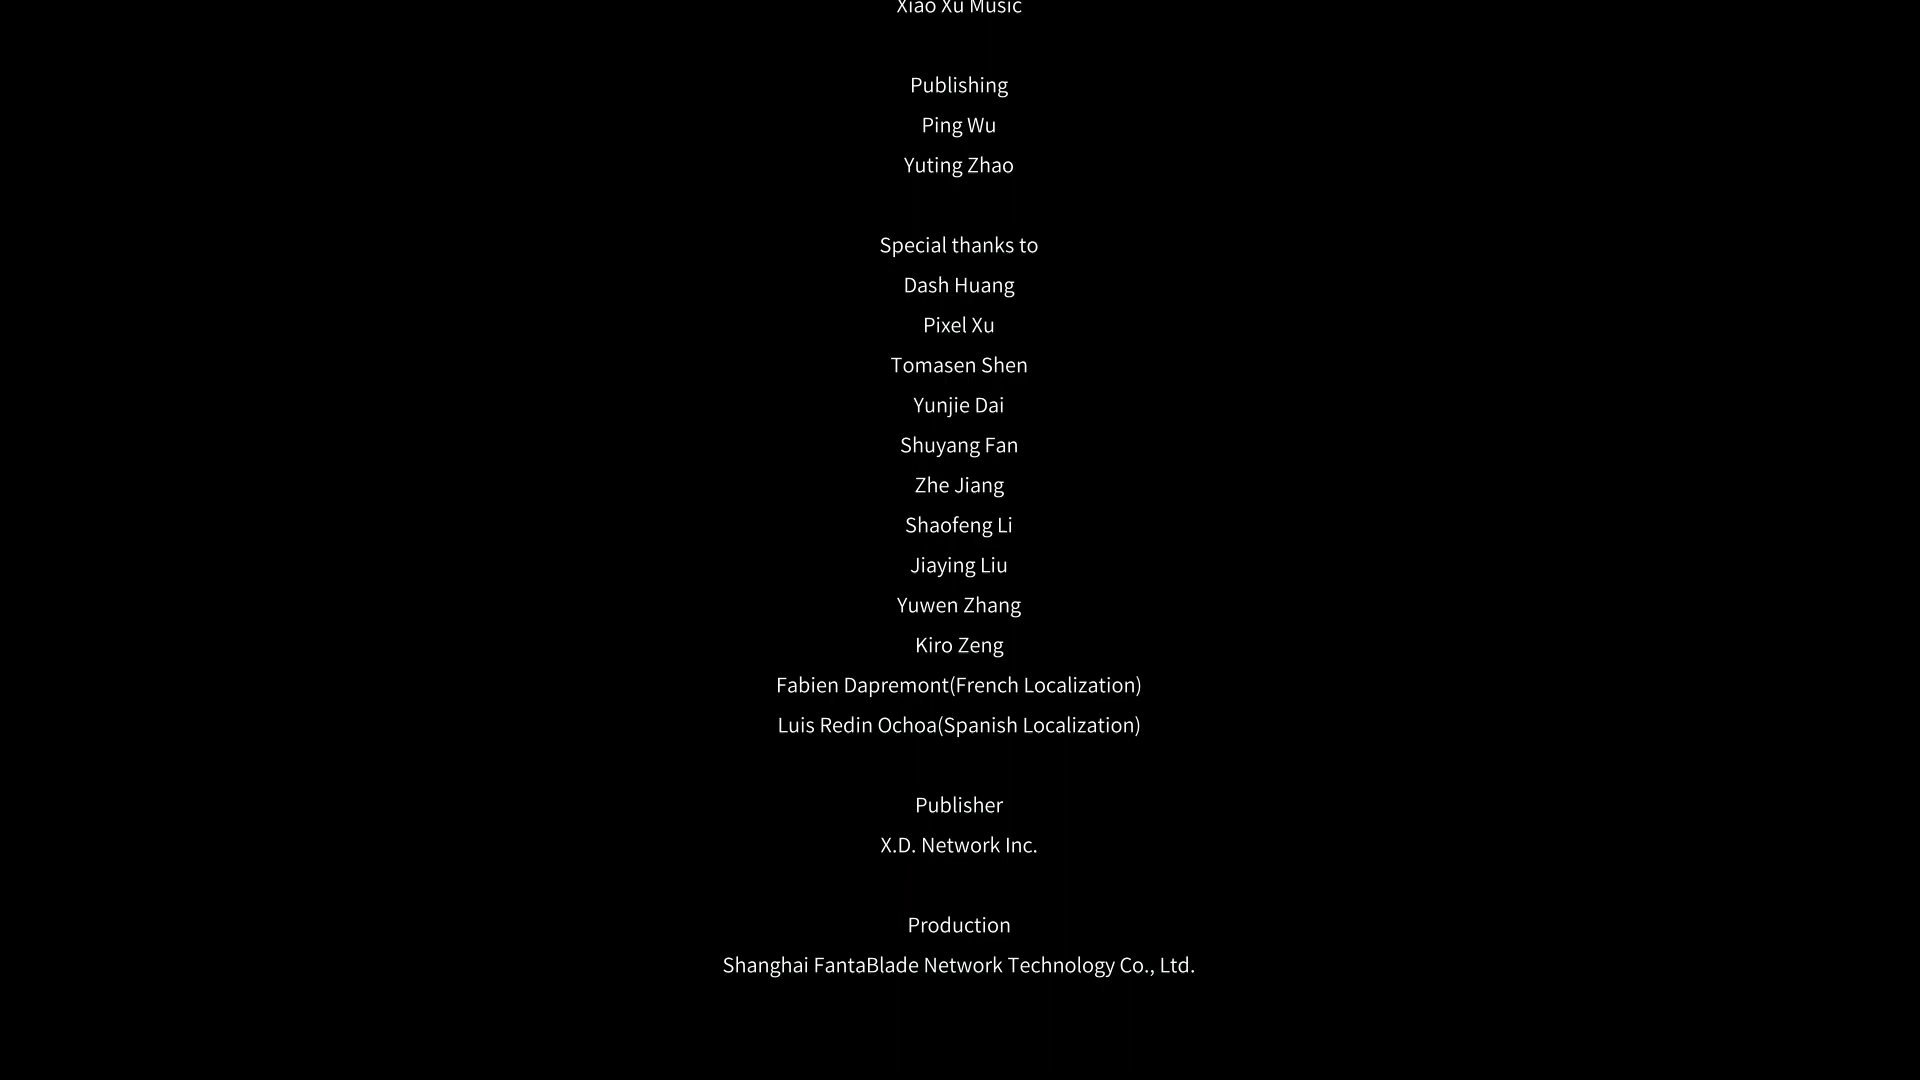 Xiao Xu Music
Publishing
Ping Wu
Yuting Zhao
Special thanks to
Dash Huang
Pixel Xu
Tomasen Shen
Yunjie Dai
Shuyang Fan
Zhe Jiang
Shaofeng Li
Jiaying Liu
Yuwen Zhang
Kiro Zeng
Fabien Dapremont(French Localization)
Luis Redin Ochoa(Spanish Localization)
Publisher
X.D. Network Inc.
Production
Shanghai FantaBlade Network Technology Co., Ltd.